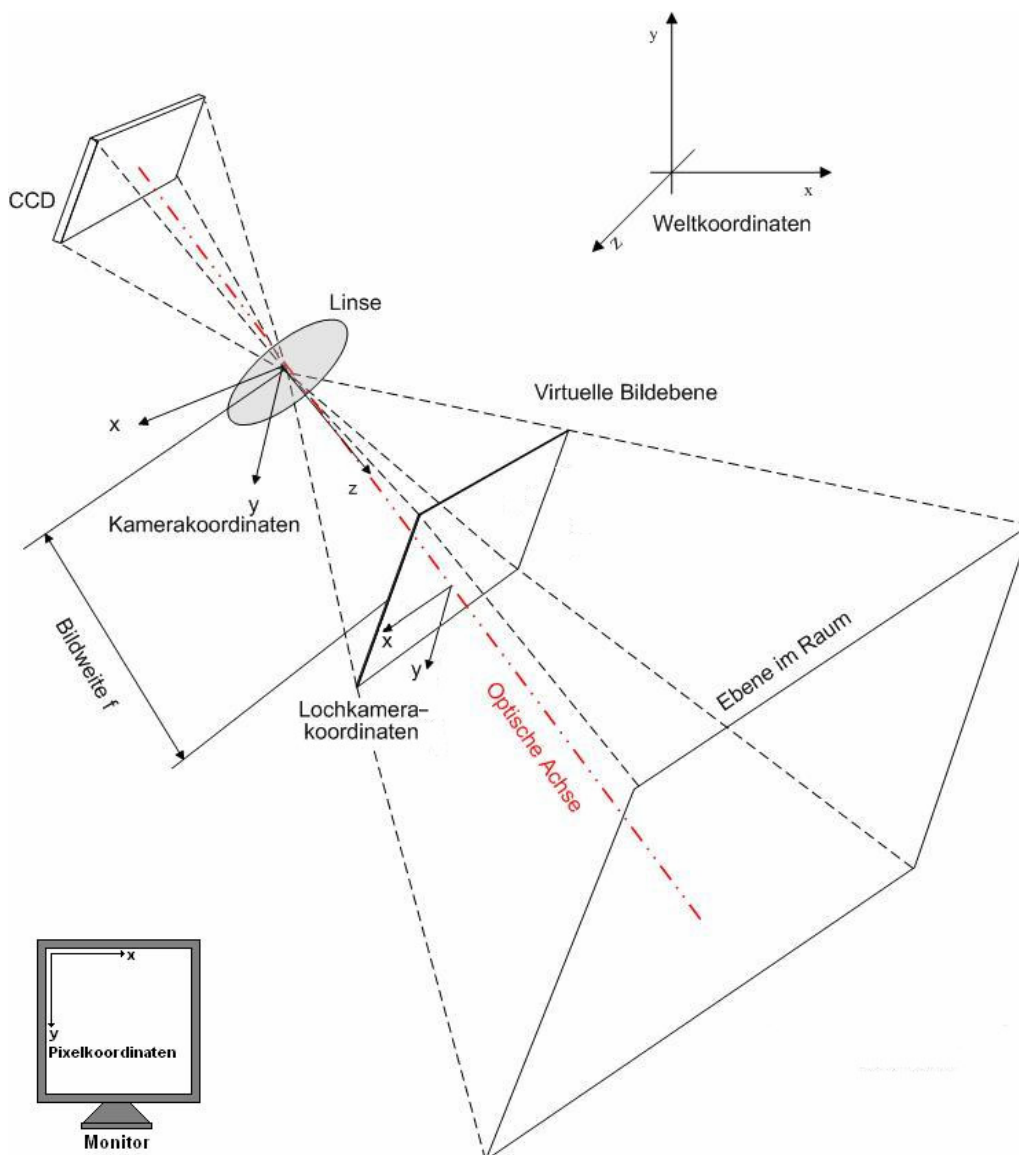 y
x
z
Weltkoordinaten
CCD
Linse
Virtuelle Bildebene
x
y
z
Kamerakoordinaten
Bildweite f
x
y
Lochkamera–
koordinaten
Optische Achse
Ebene im Raum
x
y
Pixelkoordinaten
Monitor